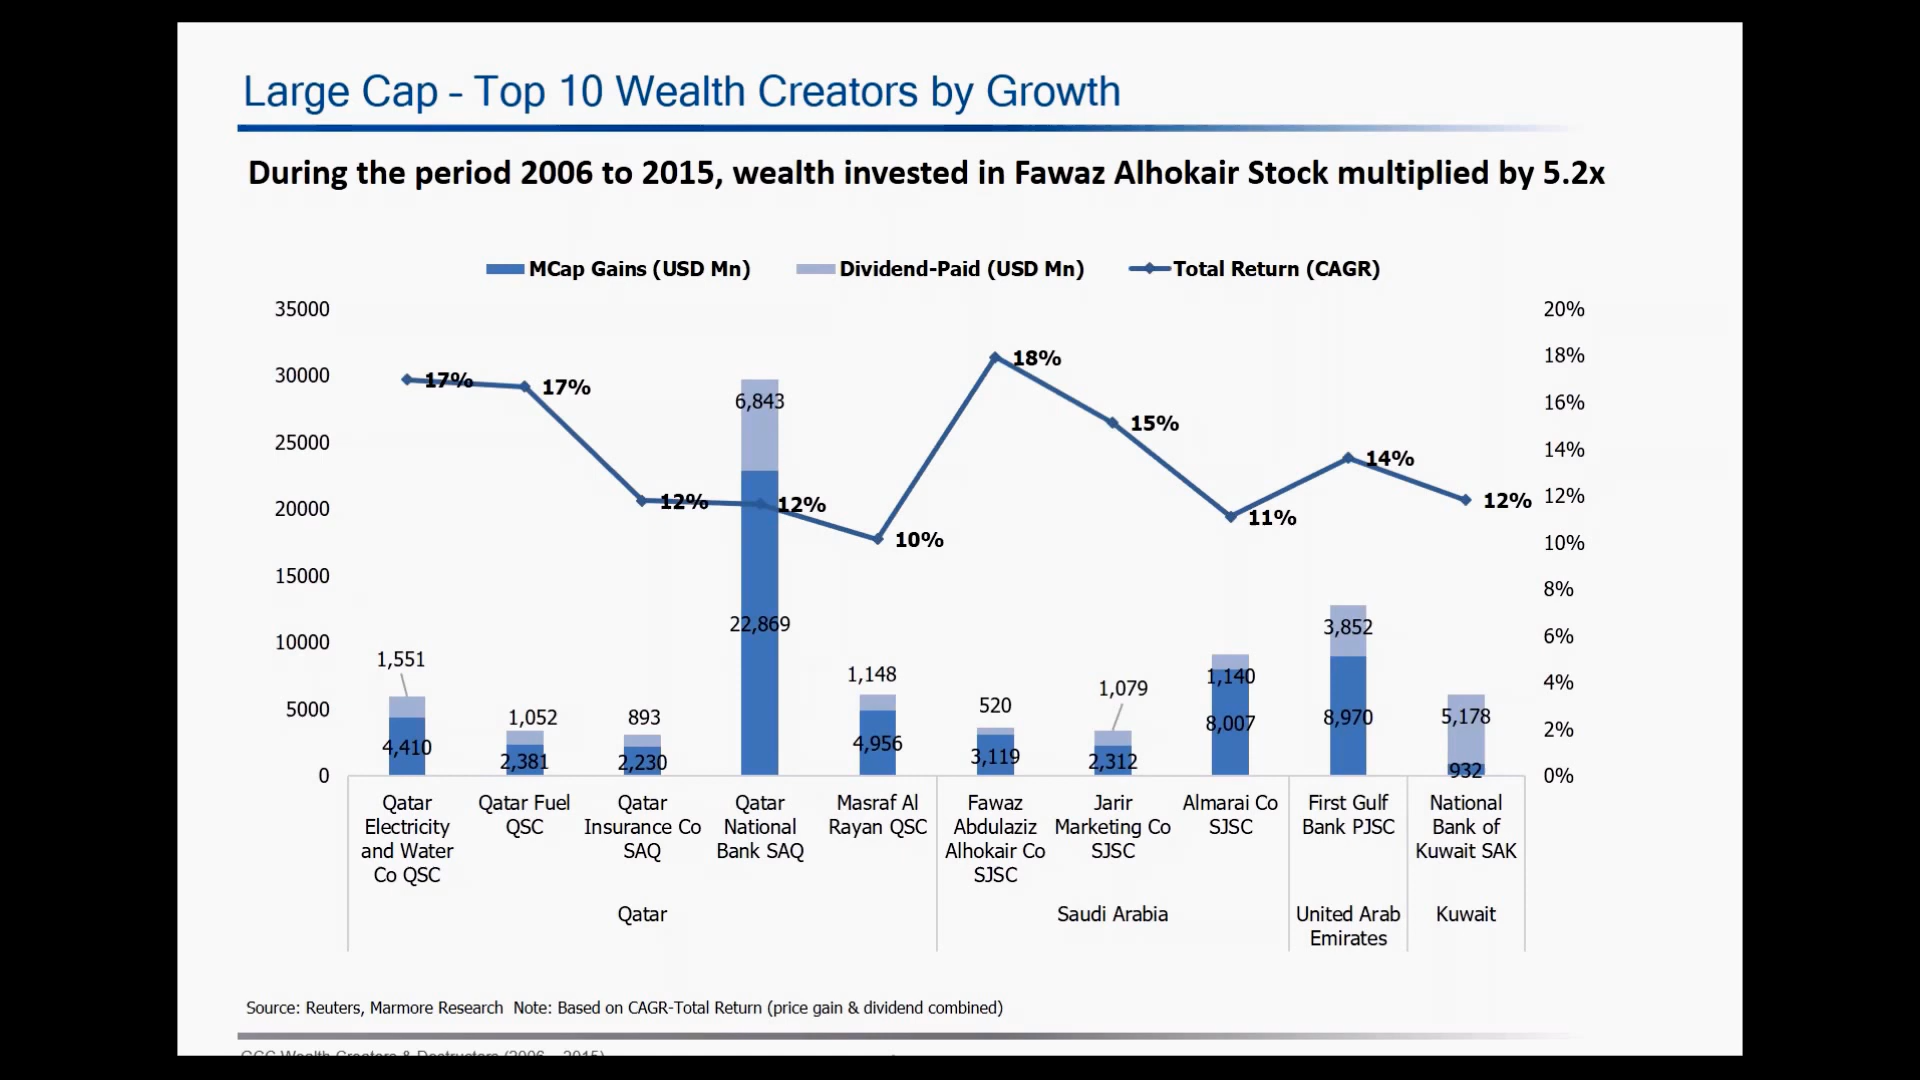 Large Cap – Top 10 Wealth Creators by Growth
During the period 2006 to 2015, wealth invested in Fawaz Alhokair Stock multiplied by 5.2x
MCap Gains (USD Mn)
Dividend-Paid (USD Mn)
Total Return (CAGR)
35000
30000
25000
20000
15000
10000
5000
0
20%
18%
16%
14%
12%
10%
8%
6%
4%
2%
0%
17%
17%
12%
12%
10%
18%
15%
11%
14%
12%
1,551
4,410
1,052
2,381
893
2,230
6,843
22,869
1,148
4,956
520
3,119
1,079
2,312
1,140
8,007
3,852
8,970
5,178
932
Qatar
Electricity
and Water
Co QSC
Qatar Fuel
QSC
Qatar
Insurance Co
SAQ
Qatar
National
Bank SAQ
Masraf Al
Rayan QSC
Fawaz
Abdulaziz
Alhokair Co
SJSC
Jarir
Marketing Co
SJSC
Almarai Co
SJSC
First Gulf
Bank PJSC
National
Bank of
Kuwait SAK
Qatar
Saudi Arabia
United Arab
Emirates
Kuwait
Source: Reuters, Marmore Research  Note: Based on CAGR-Total Return (price gain & dividend combined)
GCC Wealth Creators & Destructors (2006 – 2015)